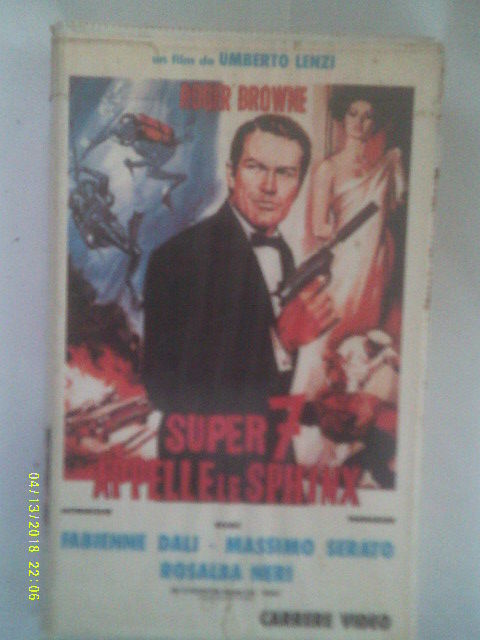 un film de UMBERTO LENZI
ROGER BROWNE
SUPER 7
APPELLE LE SPHINX
FABIENNE DALI - MASSIMO SERATO
ROSALBA NERI
CARRERE VIDEO
04/13/2018 22:06